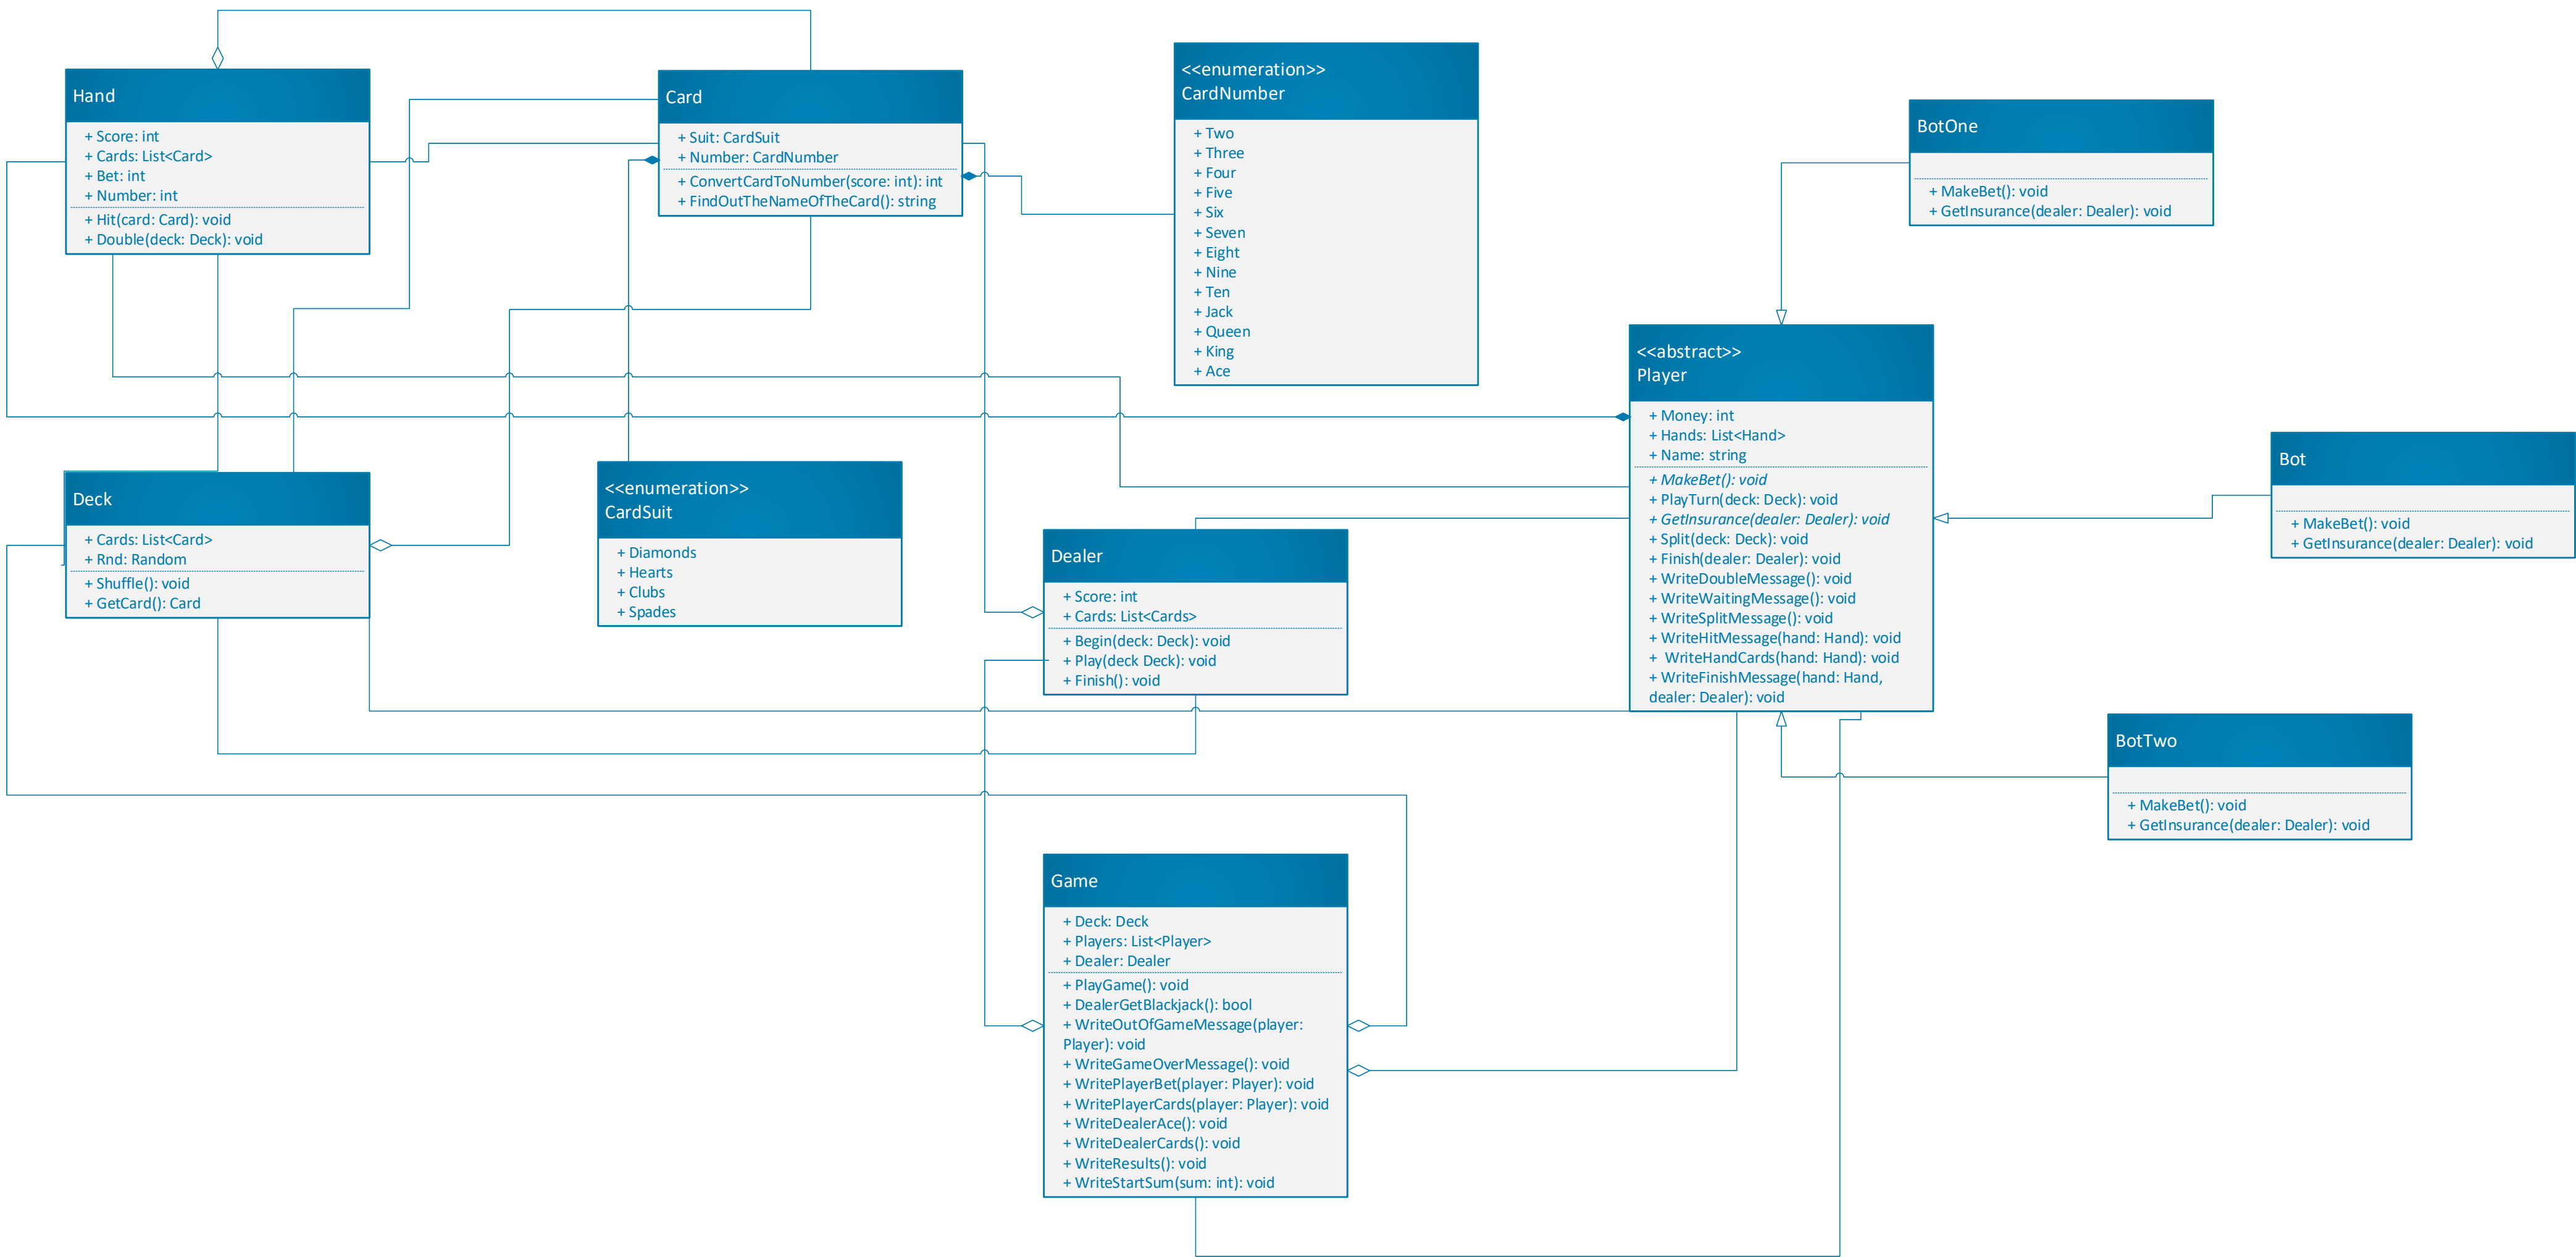 Hand
+ Score: int
+ Cards: List<Card>
+ Bet: int
+ Number: int
+ Hit(card: Card): void
+ Double(deck: Deck): void
Card
+ Suit: CardSuit
+ Number: CardNumber
+ ConvertCardToNumber(score: int): int
+ FindOutTheNameOfTheCard(): string
<<enumeration>>
CardNumber
+ Two
+ Three
+ Four
+ Five
+ Six
+ Seven
+ Eight
+ Nine
+ Ten
+ Jack
+ Queen
+ King
+ Ace
BotOne
+ MakeBet(): void
+ GetInsurance(dealer: Dealer): void
<<abstract>>
Player
+ Money: int
+ Hands: List<Hand>
+ Name: string
+ MakeBet(): void
+ PlayTurn(deck: Deck): void
+ GetInsurance(dealer: Dealer): void
+ Split(deck: Deck): void
+ Finish(dealer: Dealer): void
+ WriteDoubleMessage(): void
+ WriteWaitingMessage(): void
+ WriteSplitMessage(): void
+ WriteHitMessage(hand: Hand): void
+  WriteHandCards(hand: Hand): void
+ WriteFinishMessage(hand: Hand,
dealer: Dealer): void
Bot
+ MakeBet(): void
+ GetInsurance(dealer: Dealer): void
Deck
+ Cards: List<Card>
+ Rnd: Random
+ Shuffle(): void
+ GetCard(): Card
<<enumeration>>
CardSuit
+ Diamonds
+ Hearts
+ Clubs
+ Spades
Dealer
+ Score: int
+ Cards: List<Cards>
+ Begin(deck: Deck): void
+ Play(deck Deck): void
+ Finish(): void
BotTwo
+ MakeBet(): void
+ GetInsurance(dealer: Dealer): void
Game
+ Deck: Deck
+ Players: List<Player>
+ Dealer: Dealer
+ PlayGame(): void
+ DealerGetBlackjack(): bool
+ WriteOutOfGameMessage(player:
Player): void
+ WriteGameOverMessage(): void
+ WritePlayerBet(player: Player): void
+ WritePlayerCards(player: Player): void
+ WriteDealerAce(): void
+ WriteDealerCards(): void
+ WriteResults(): void
+ WriteStartSum(sum: int): void